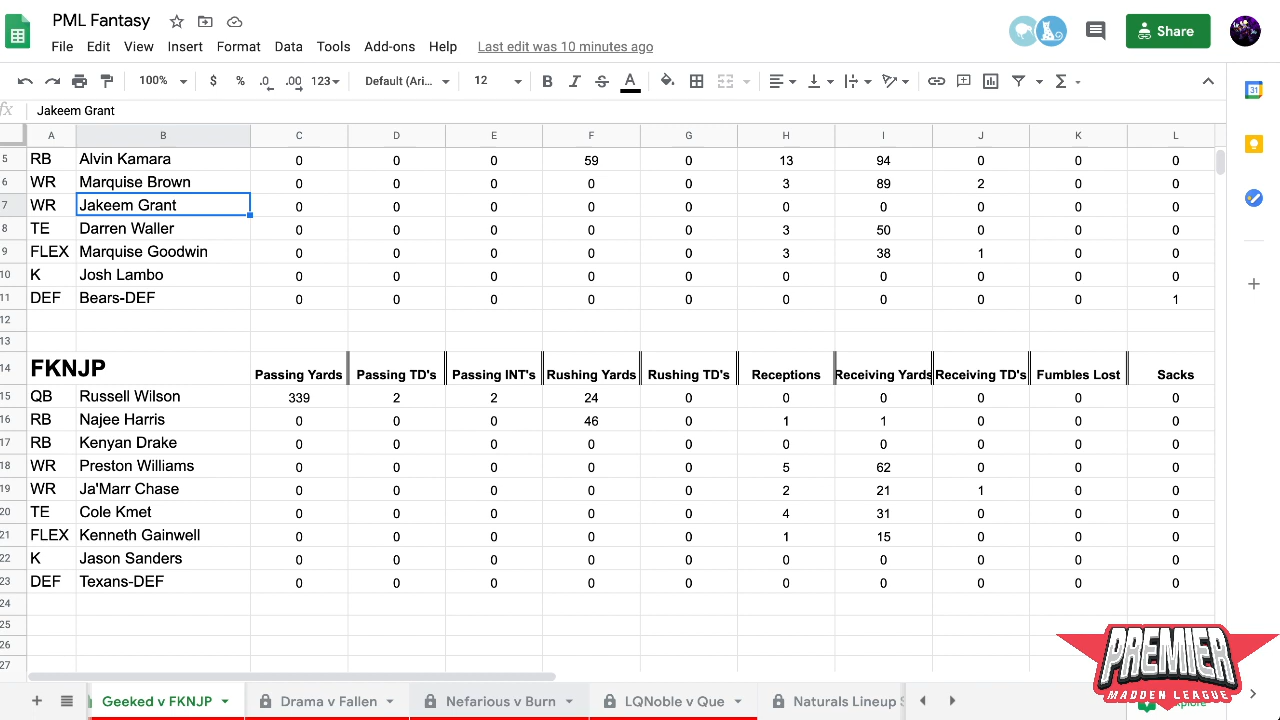 PML Fantasy
File Edit View Insert Format Data Tools Add-ons Help Last edit was 10 minutes ago
Share
100% $ % .0 .00 123 Default (Ari... 12 B I S A
31
fx Jakeem Grant
A B C D E F G H I J K L
5 RB Alvin Kamara 0 0 0 59 0 13 94 0 0 0
6 WR Marquise Brown 0 0 0 0 0 3 89 2 0 0
7 WR Jakeem Grant 0 0 0 0 0 0 0 0 0 0
8 TE Darren Waller 0 0 0 0 0 3 50 0 0 0
9 FLEX Marquise Goodwin 0 0 0 0 0 3 38 1 0 0
10 K Josh Lambo 0 0 0 0 0 0 0 0 0 0
11 DEF Bears-DEF 0 0 0 0 0 0 0 0 0 1
12
13
14 FKNJP Passing Yards Passing TD's Passing INT's Rushing Yards Rushing TD's Receptions Receiving Yards Receiving TD's Fumbles Lost Sacks
15 QB Russell Wilson 339 2 2 24 0 0 0 0 0 0
16 RB Najee Harris 0 0 0 46 0 1 1 0 0 0
17 RB Kenyan Drake 0 0 0 0 0 0 0 0 0 0
18 WR Preston Williams 0 0 0 0 0 5 62 0 0 0
19 WR Ja'Marr Chase 0 0 0 0 0 2 21 1 0 0
20 TE Cole Kmet 0 0 0 0 0 4 31 0 0 0
21 FLEX Kenneth Gainwell 0 0 0 0 0 1 15 0 0 0
22 K Jason Sanders 0 0 0 0 0 0 0 0 0 0
23 DEF Texans-DEF 0 0 0 0 0 0 0 0 0 0
24
25
26
27
PREMIER
MADDEN LEAGUE
Geeked v FKNJP Drama v Fallen Nefarious v Burn LQNoble v Que Naturals Lineup